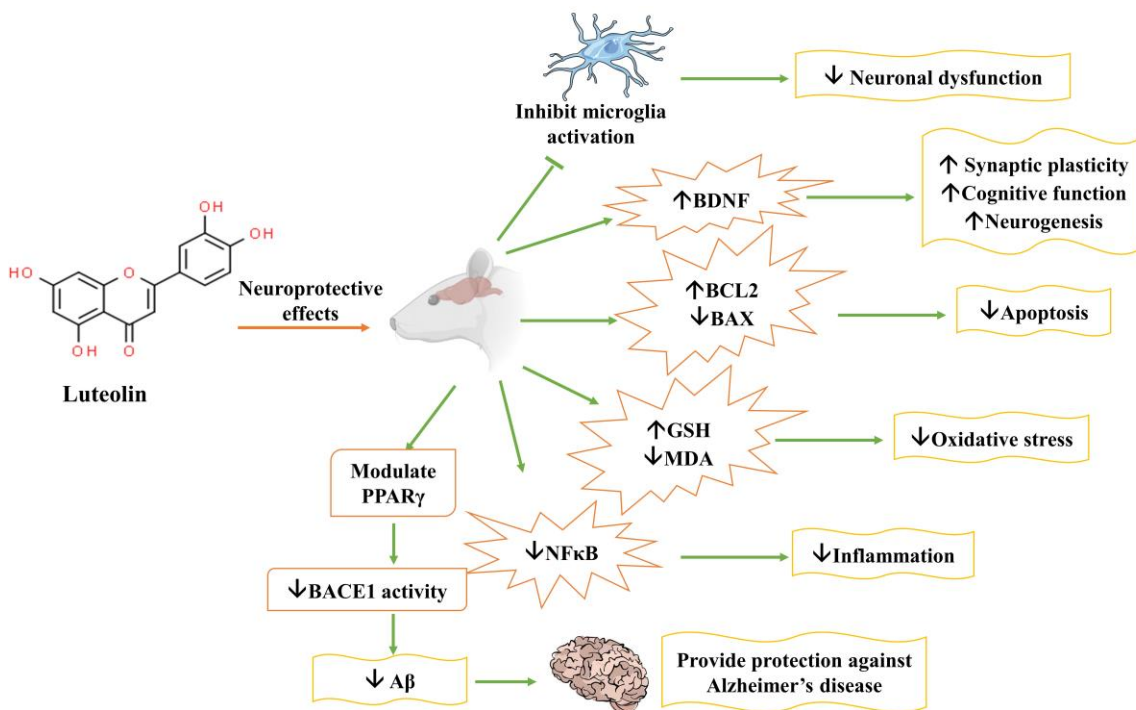 Inhibit microglia
activation
↓ Neuronal dysfunction
↑ Synaptic plasticity
↑Cognitive function
↑Neurogenesis
↑BDNF
OH
OH
HO
O
OH
O
Luteolin
Neuroprotective
effects
↑BCL2
↓BAX
↓Apoptosis
↑GSH
↓MDA
↓Oxidative stress
Modulate
PPARγ
↓NFκB
↓Inflammation
↓BACE1 activity
↓ Aβ
Provide protection against
Alzheimer’s disease